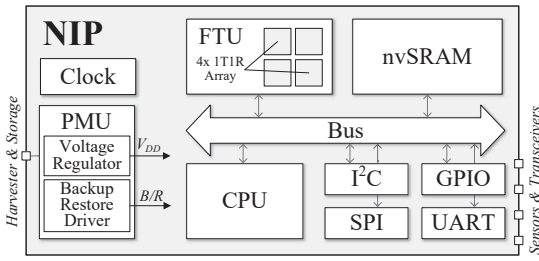 NIP
Clock
FTU
4x 1T1R
Array
nvSRAM
PMU
Voltage
Regulator
V_DD
Backup
Restore
Driver
B/R
Bus
CPU
I²C
GPIO
SPI
UART
Harvester & Storage
Sensors & Transceivers